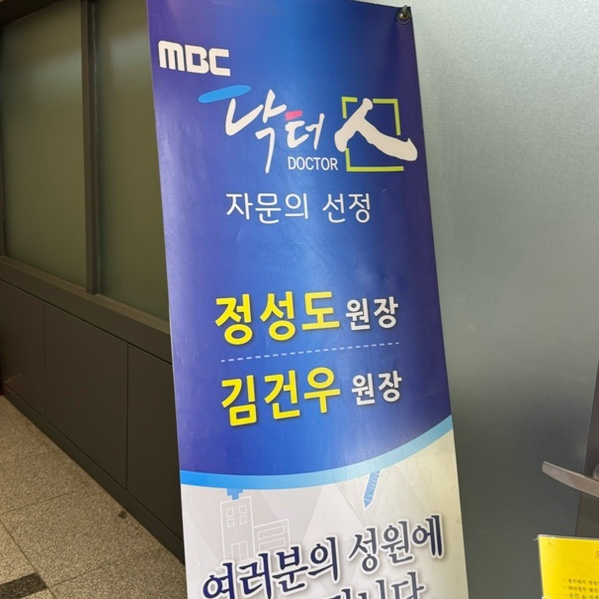 MBC
닥터人
DOCTOR
자문의 선정
정성도 원장
김건우 원장
여러분의 성원에